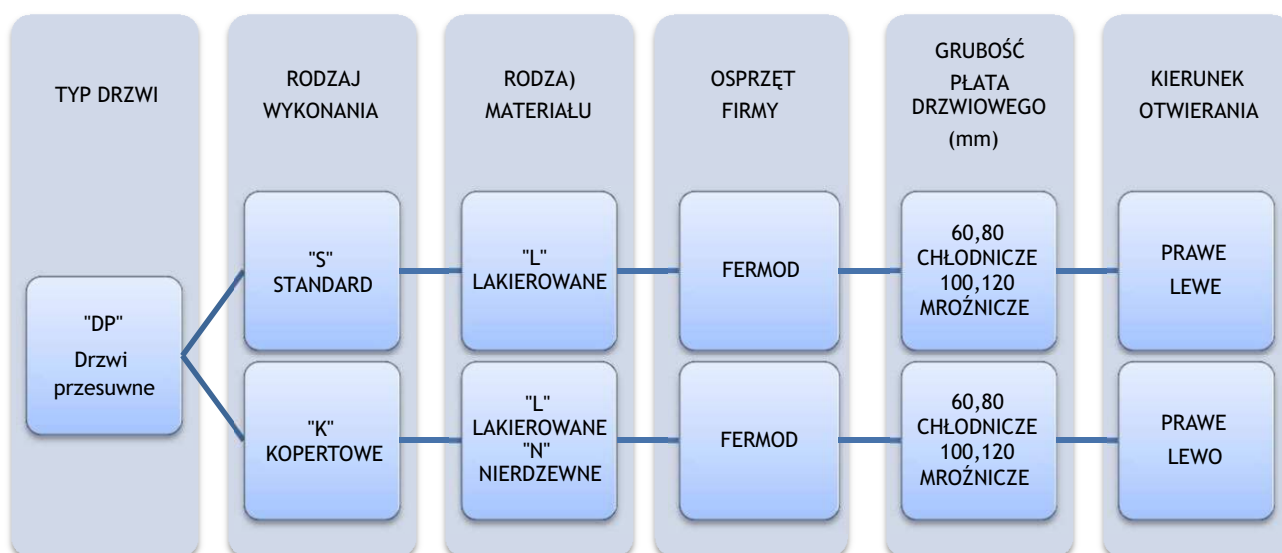 TYP DRZWI
RODZAJ
WYKONANIA
RODZA)
MATERIAŁU
OSPRZĘT
FIRMY
GRUBOŚĆ
PŁATA
DRZWIOWEGO
(mm)
KIERUNEK
OTWIERANIA
"DP"
Drzwi
przesuwne
"S"
STANDARD
"L"
LAKIEROWANE
FERMOD
60,80
CHŁODNICZE
100,120
MROŹNICZE
PRAWE
LEWE
"K"
KOPERTOWE
"L"
LAKIEROWANE
"N"
NIERDZEWNE
FERMOD
60,80
CHŁODNICZE
100,120
MROŹNICZE
PRAWE
LEWO